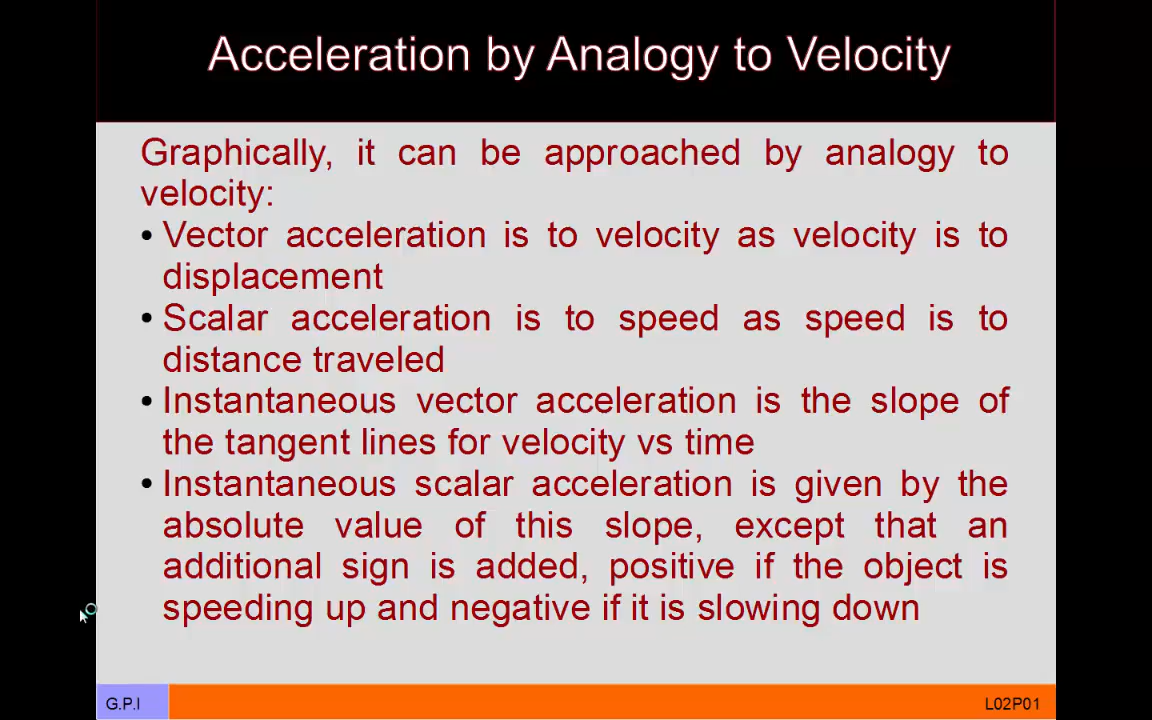 Acceleration by Analogy to Velocity
Graphically, it can be approached by analogy to
velocity:
• Vector acceleration is to velocity as velocity is to
displacement
• Scalar acceleration is to speed as speed is to
distance traveled
• Instantaneous vector acceleration is the slope of
the tangent lines for velocity vs time
• Instantaneous scalar acceleration is given by the
absolute value of this slope, except that an
additional sign is added, positive if the object is
speeding up and negative if it is slowing down
G.P.I
L02P01